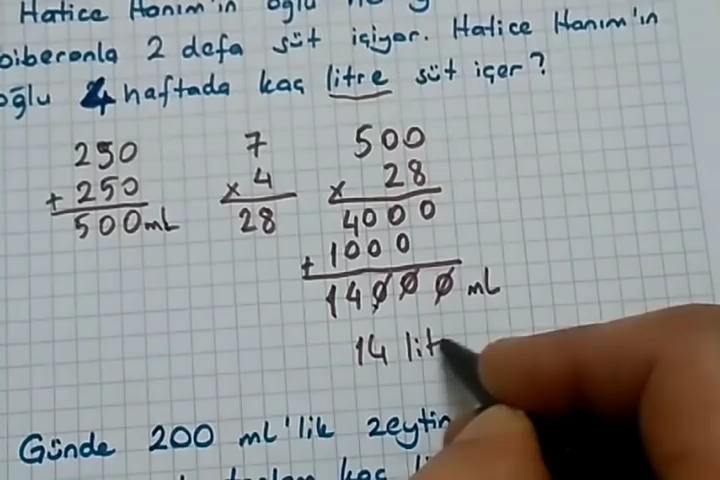 Hatice Hanım'ın oğlu
biberonla 2 defa süt içiyor. Hatice Hanım'ın
oğlu 4 haftada kaç litre süt içer?
250 7 500
+ 250 x 4 x 28
500 mL 28 4000
+ 1000
14000 mL
14 lit
Günde 200 ml'lik zeytin
kaç